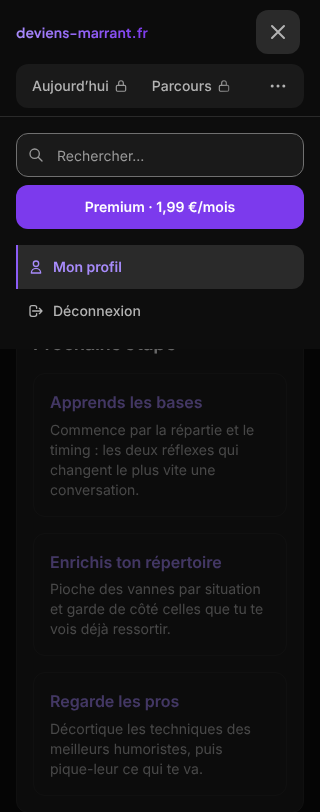 deviens-marrant.fr
Aujourd'hui Parcours ...
Rechercher...
Premium · 1,99 €/mois
Mon profil
Déconnexion
Prochaine étape
Apprends les bases
Commence par la répartie et le
timing : les deux réflexes qui
changent le plus vite une
conversation.
Enrichis ton répertoire
Pioche des vannes par situation
et garde de côté celles que tu te
vois déjà ressortir.
Regarde les pros
Décortique les techniques des
meilleurs humoristes, puis
pique-leur ce qui te va.